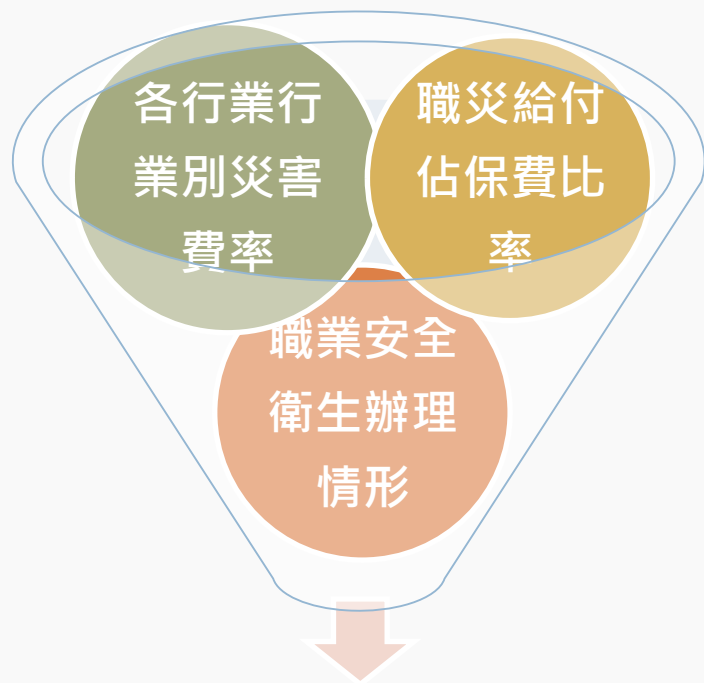 各行業行
業別災害
費率
職災給付
佔保費比
率
職業安全
衛生辦理
情形